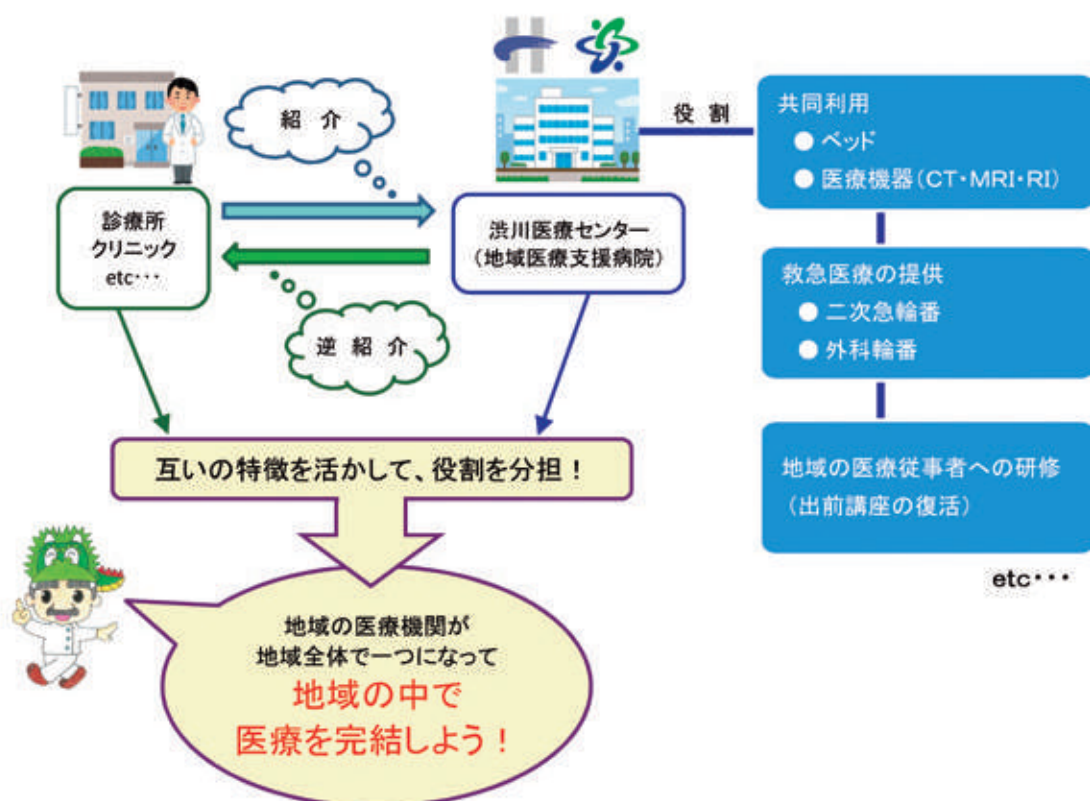 紹介
診療所
クリニック
etc･･･
渋川医療センター
（地域医療支援病院）
逆紹介
役割
共同利用
● ベッド
● 医療機器（CT・MRI・RI）
救急医療の提供
● 二次急輪番
● 外科輪番
地域の医療従事者への研修
（出前講座の復活）
etc･･･
互いの特徴を活かして、役割を分担！
地域の医療機関が
地域全体で一つになって
地域の中で
医療を完結しよう！